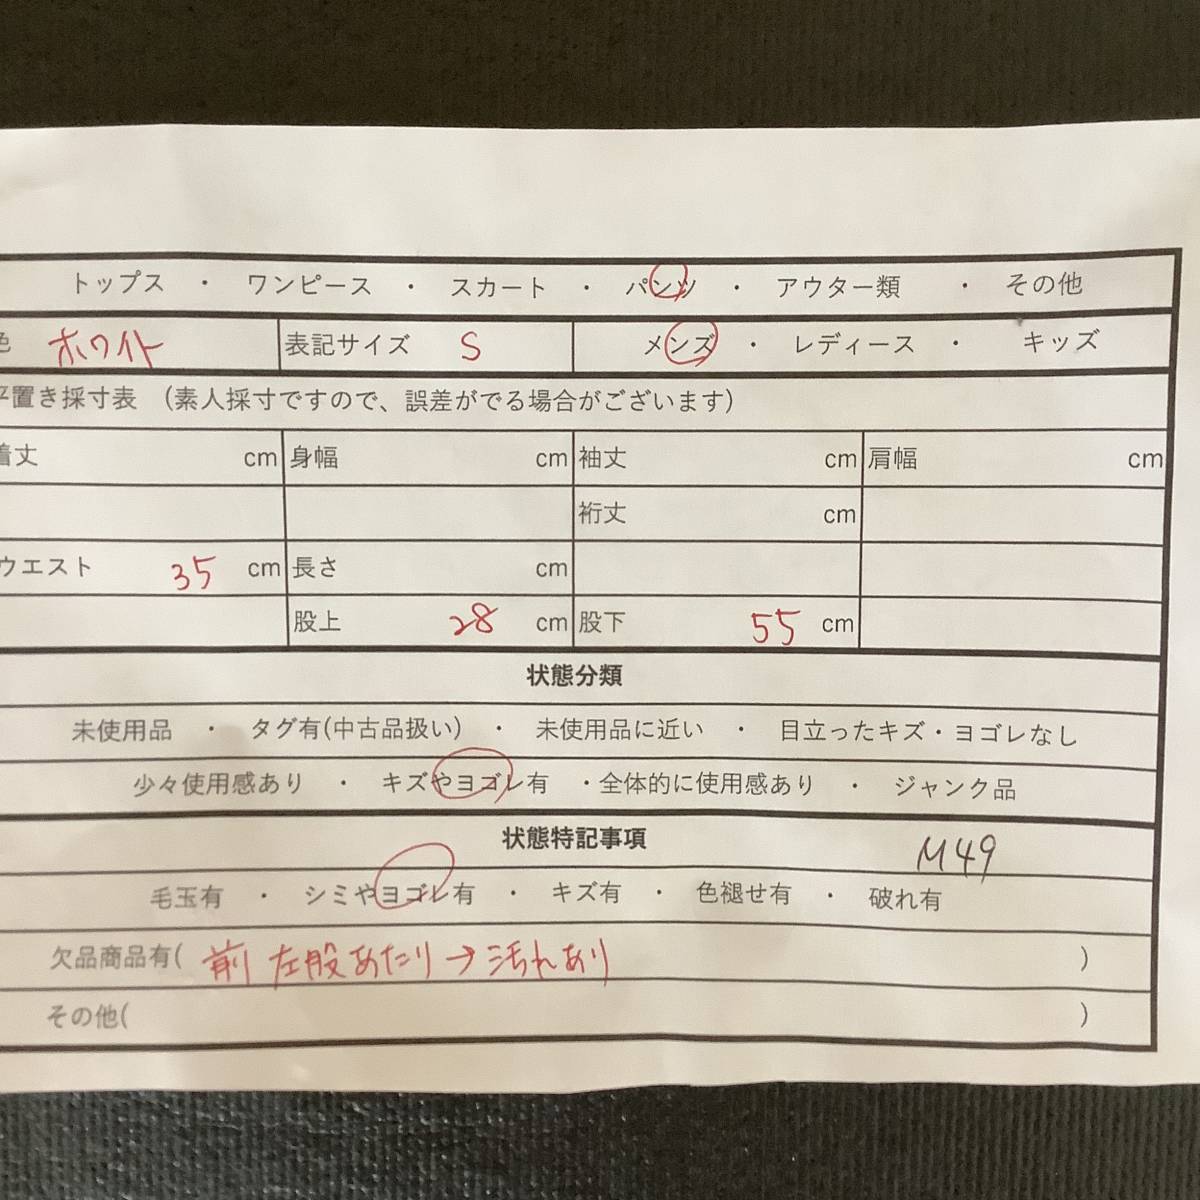 トップス ・ ワンピース ・ スカート ・ パンツ ・ アウター類 ・ その他
色 ホワイト 表記サイズ S メンズ ・ レディース ・ キッズ
平置き採寸表 (素人採寸ですので、誤差がでる場合がございます)
着丈 cm 身幅 cm 袖丈 cm 肩幅 cm
裄丈 cm
ウエスト 35 cm 長さ cm
股上 28 cm 股下 55 cm
状態分類
未使用品 ・ タグ有(中古品扱い) ・ 未使用品に近い ・ 目立ったキズ・ヨゴレなし
少々使用感あり ・ キズやヨゴレ有 ・全体的に使用感あり ・ ジャンク品
状態特記事項 M49
毛玉有 ・ シミやヨゴレ有 ・ キズ有 ・ 色褪せ有 ・ 破れ有
欠品商品有( 前 左股あたり→汚れあり )
その他( )